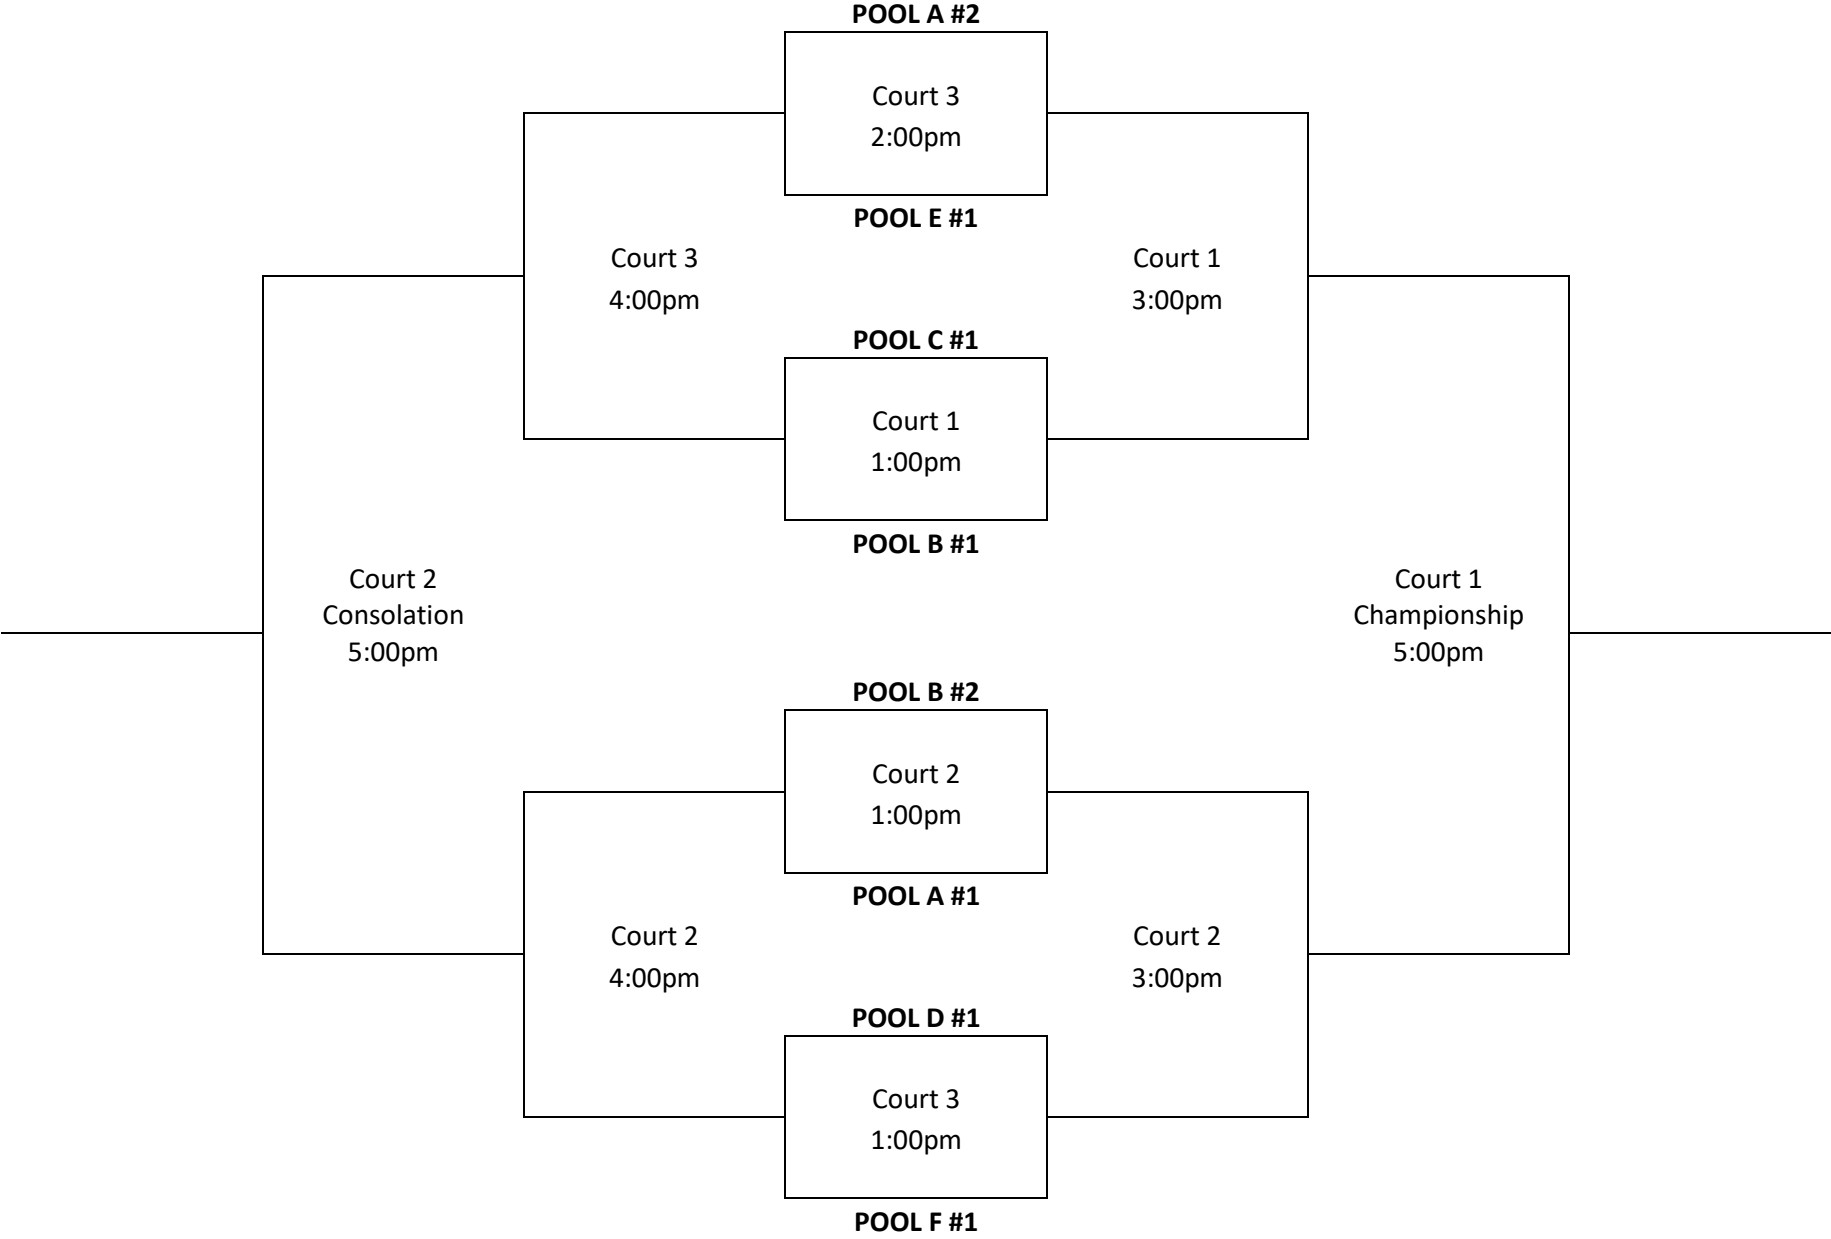 POOL A #2
Court 3
2:00pm
POOL E #1
Court 3
4:00pm
Court 1
3:00pm
POOL C #1
Court 1
1:00pm
POOL B #1
Court 2
Consolation
5:00pm
Court 1
Championship
5:00pm
POOL B #2
Court 2
1:00pm
POOL A #1
Court 2
4:00pm
Court 2
3:00pm
POOL D #1
Court 3
1:00pm
POOL F #1